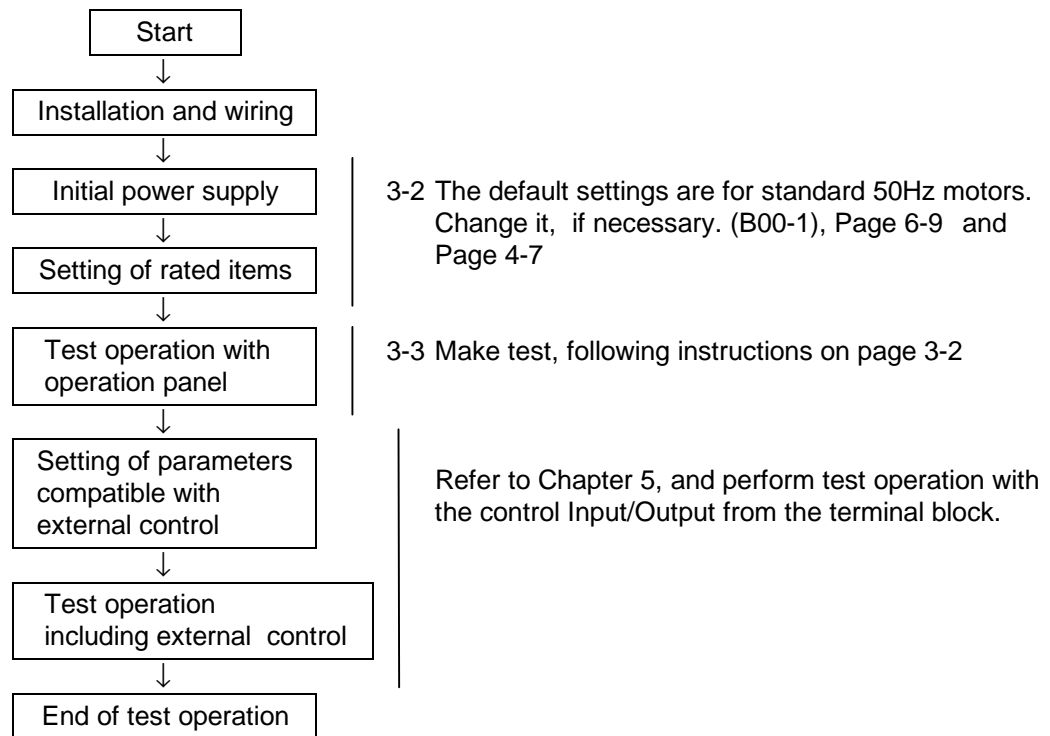 Start
↓
Installation and wiring
↓
Initial power supply
↓
Setting of rated items
3-2 The default settings are for standard 50Hz motors.
Change it, if necessary. (B00-1), Page 6-9 and
Page 4-7
↓
Test operation with
operation panel
3-3 Make test, following instructions on page 3-2
↓
Setting of parameters
compatible with
external control
Refer to Chapter 5, and perform test operation with
the control Input/Output from the terminal block.
↓
Test operation
including external control
↓
End of test operation